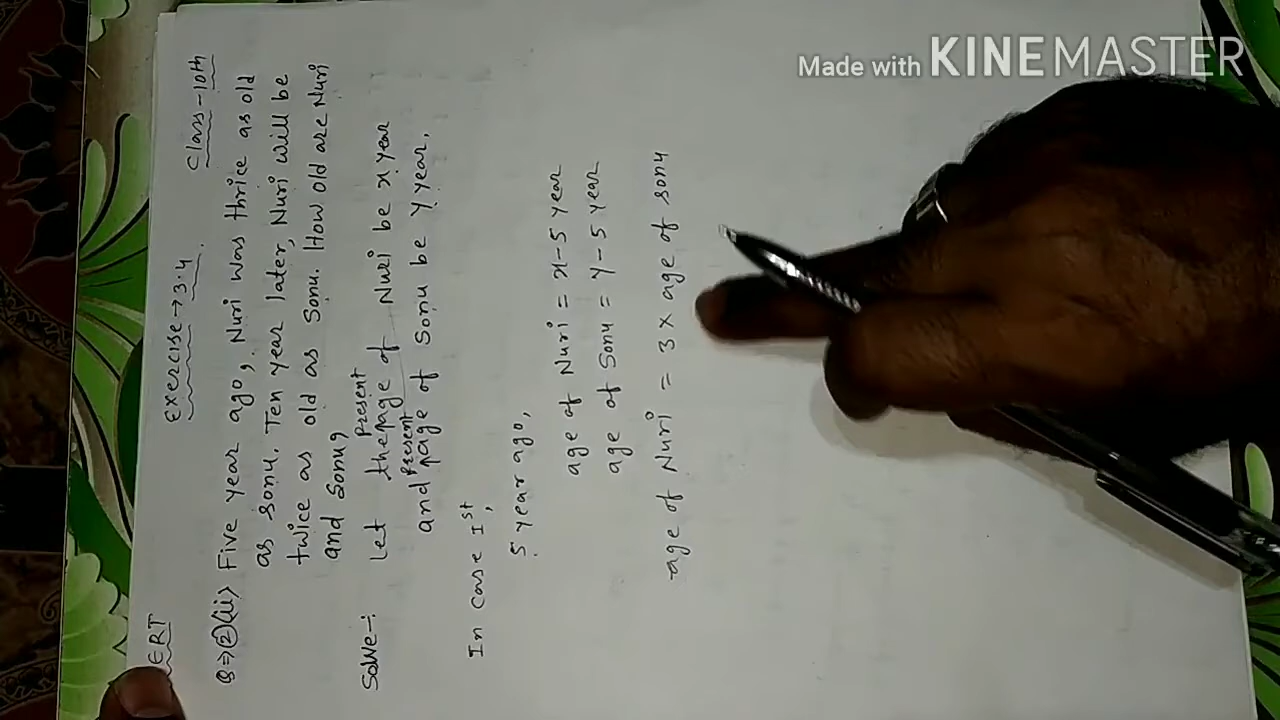 Made with KINEMASTER
ERT
Exercise → 3.4 Class - 10th
Q ⇒ ② (ii) > Five year ago, Nuri was thrice as old
as sonu. Ten year later, Nuri will be
twice as old as sonu. How old are Nuri
and Sonu,
Solve -: Let the present age of Nuri be x year
and present age of sonu be y year.
In case Ist,
5 year ago,
age of Nuri = x - 5 year
age of Sonu = y - 5 year
age of Nuri = 3 × age of sonu